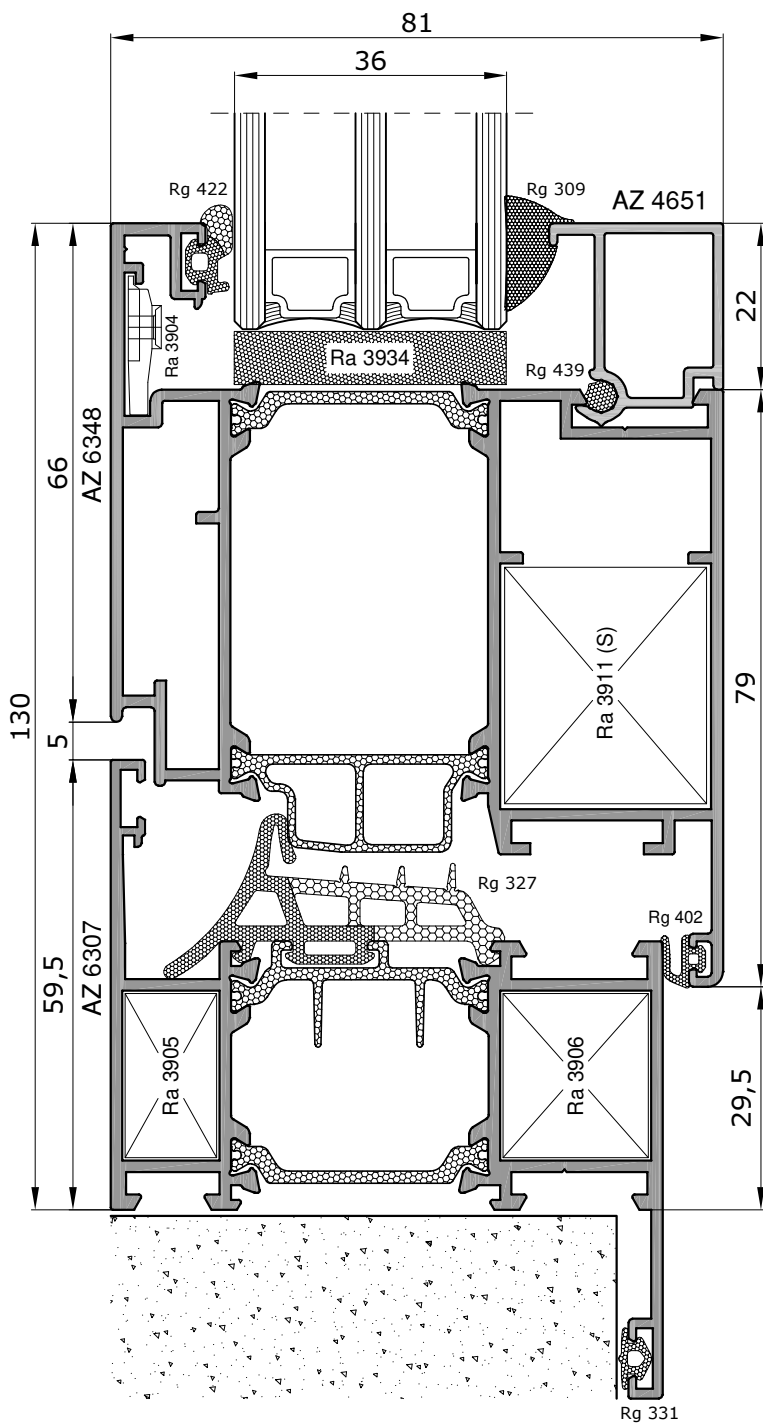 81
36
Rg 422
Rg 309
AZ 4651
22
Ra 3904
Ra 3934
Rg 439
66
AZ 6348
130
Ra 3911 (S)
79
5
Rg 327
Rg 402
59,5
AZ 6307
Ra 3905
Ra 3906
29,5
Rg 331